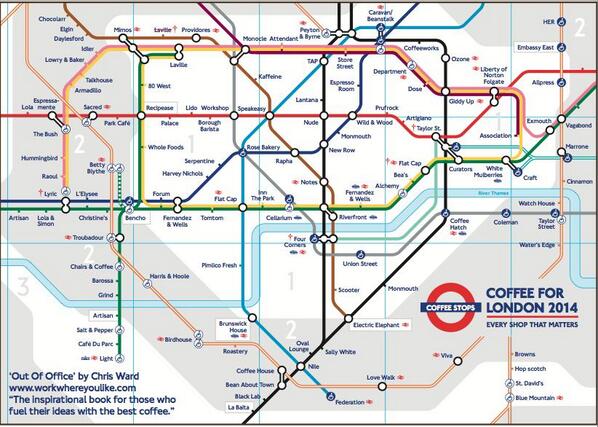 Chocolarr
Elgin
Daylesford
Mimos
Laville
Providores
Monocle
Attendant
Peyton
& Byrne
Caravan/
Beanstalk
HER
2
Embassy East
Allpress
Idler
Lowry & Baker
Talkhouse
Armadillo
Laville
TAP
Store
Street
Coffeeworks
Department
Ozone
Dose
Liberty of
Norton
Folgate
Giddy Up
Kaffeine
Espresso
Room
80 West
Espressa-
Lola
mente
Sacred
Park Café
Recipease
Palace
Lido
Workshop
Borough
Barista
Speakeasy
Lantana
Nude
Prufrock
Wild & Wood
Artigiano
Taylor St.
Association
1
Exmouth
Vagabond
The Bush
2
Whole Foods
1
Rose Bakery
Rapha
Monmouth
New Row
Marrone
Hummingbird
Betty
Blythe
Serpentine
Harvey Nichols
Flat Cap
Bea's
Alchemy
Curators
White
Mulberries
Craft
Raoul
Cinnamon
Lyric
L'Elysee
Artisan
Lola &
Simon
Christine's
Bencho
Forum
Fernandez
& Wells
Flat Cap
Tomtom
Inn
The Park
Cellarium
Notes
Fernandez
& Wells
Riverfront
River Thames
Watch House
Coffee
Hatch
Coleman
Taylor
Street
Water's Edge
Troubadour
2
Four
Corners
Union Street
3
Chairs & Coffee
Barossa
Grind
Artisan
Salt & Pepper
Café Du Parc
Light
Harris & Hoole
Pimlico Fresh
1
Scooter
Monmouth
COFFEE STOPS
COFFEE FOR
LONDON 2014
EVERY SHOP THAT MATTERS
Brunswick
House
2
Electric Elephant
Birdhouse
Roastery
Oval
Lounge
Sally White
Nile
Viva
Love Walk
Coffee House
Bean About Town
Black Lab
La Balta
Federation
Browns
Hop scotch
St. David's
Blue Mountain
'Out Of Office' by Chris Ward
www.workwhereyoulike.com
"The inspirational book for those who
fuel their ideas with the best coffee."